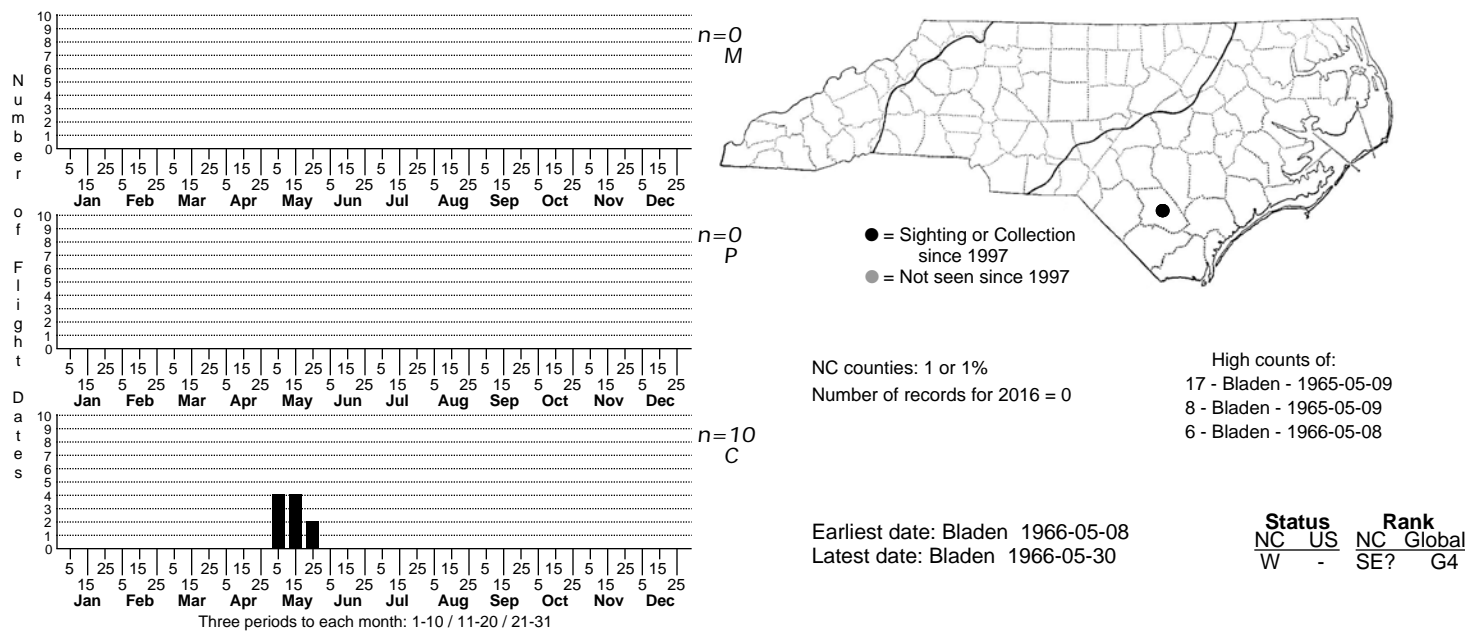 Number of Flight Dates
10
9
8
7
6
5
4
3
2
1
0
n=0
M
5 25 15 5 25 15 5 25 15 5 25 15 5 25 15 5 25 15
15 5 25 15 5 25 15 5 25 15 5 25 15 5 25 15 5 25
Jan Feb Mar Apr May Jun Jul Aug Sep Oct Nov Dec
10
9
8
7
6
5
4
3
2
1
0
n=0
P
5 25 15 5 25 15 5 25 15 5 25 15 5 25 15 5 25 15
15 5 25 15 5 25 15 5 25 15 5 25 15 5 25 15 5 25
Jan Feb Mar Apr May Jun Jul Aug Sep Oct Nov Dec
10
9
8
7
6
5
4
3
2
1
0
n=10
C
5 25 15 5 25 15 5 25 15 5 25 15 5 25 15 5 25 15
15 5 25 15 5 25 15 5 25 15 5 25 15 5 25 15 5 25
Jan Feb Mar Apr May Jun Jul Aug Sep Oct Nov Dec
Three periods to each month: 1-10 / 11-20 / 21-31
= Sighting or Collection
since 1997
= Not seen since 1997
NC counties: 1 or 1%
Number of records for 2016 = 0
High counts of:
17 - Bladen - 1965-05-09
8 - Bladen - 1965-05-09
6 - Bladen - 1966-05-08
Earliest date: Bladen 1966-05-08
Latest date: Bladen 1966-05-30
Status Rank
NC US NC Global
W - SE? G4